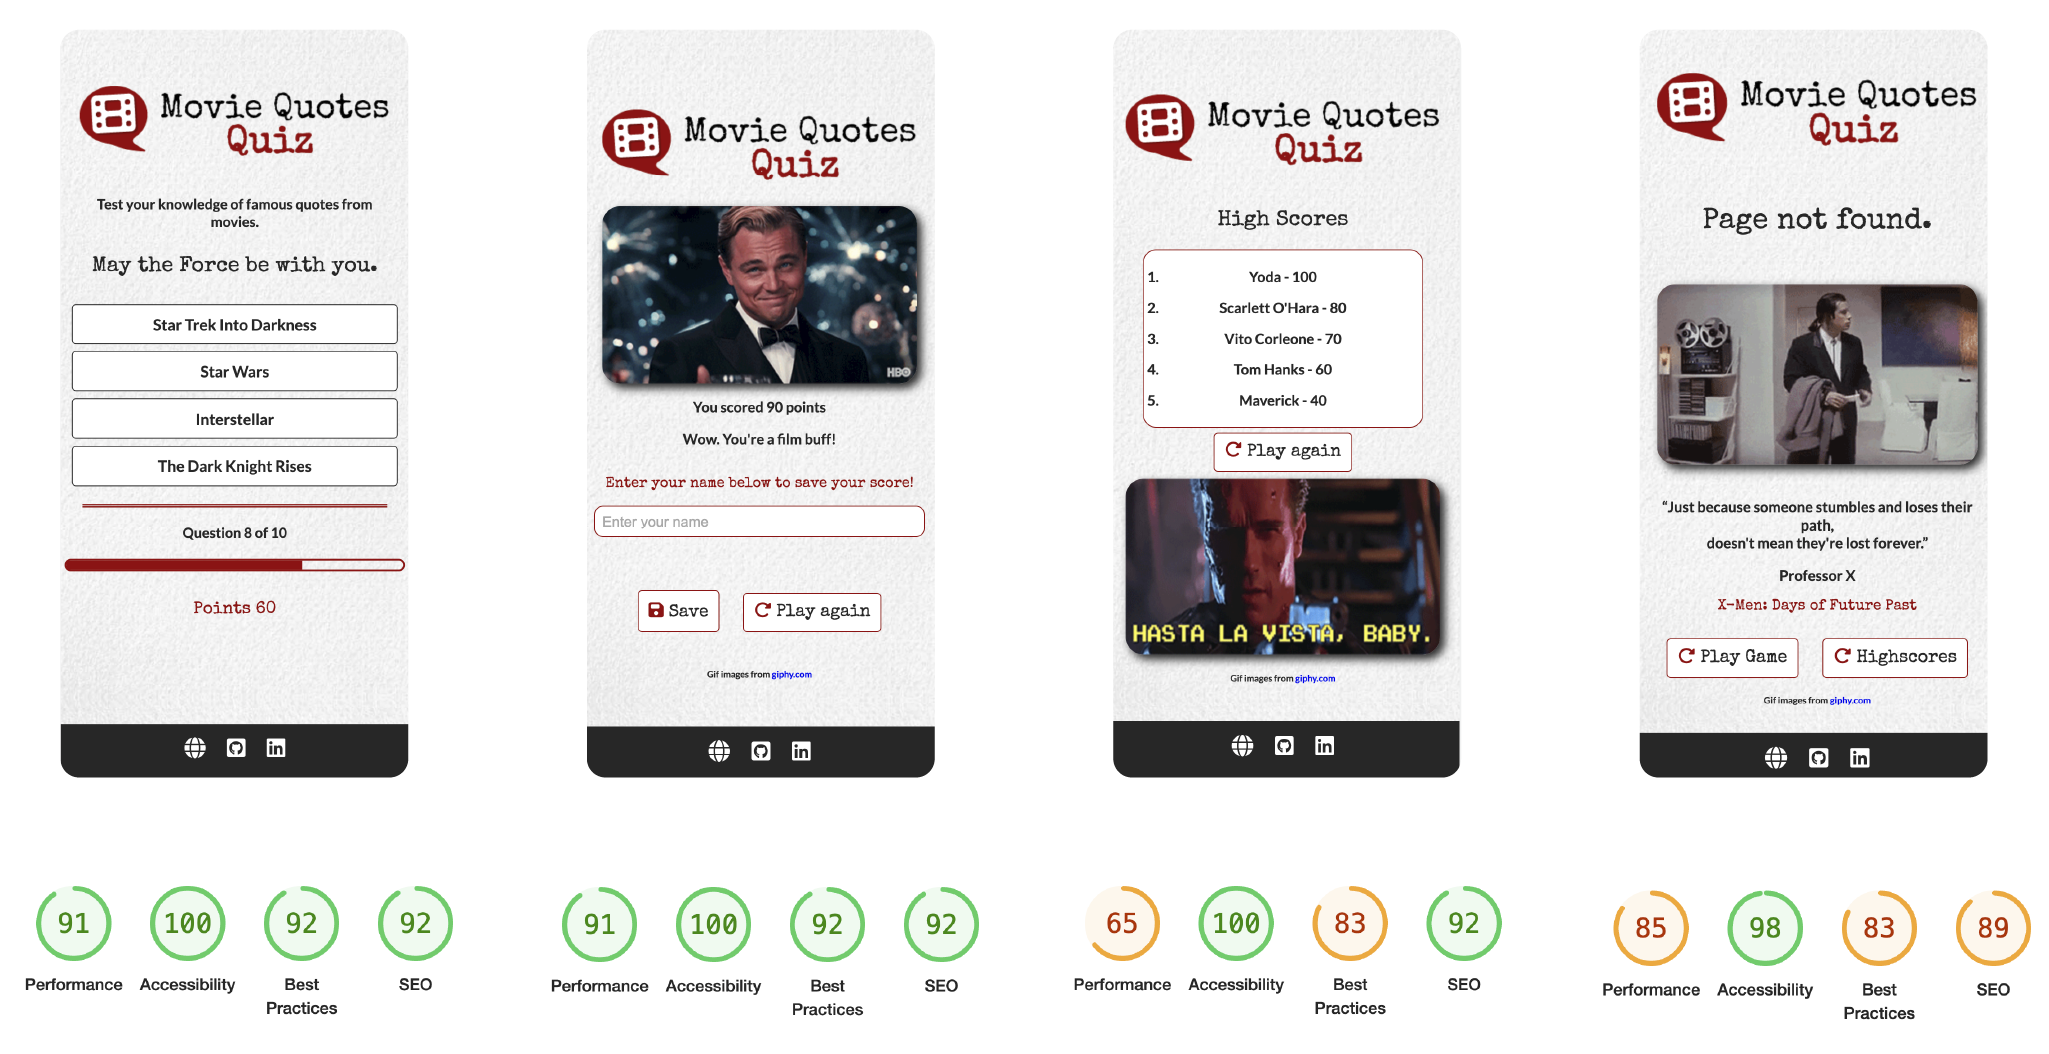 Movie Quotes
Quiz
Test your knowledge of famous quotes from
movies.
May the Force be with you.
Star Trek Into Darkness
Star Wars
Interstellar
The Dark Knight Rises
Question 8 of 10
Points 60
Movie Quotes
Quiz
HBO
You scored 90 points
Wow. You're a film buff!
Enter your name below to save your score!
Enter your name
Save
Play again
Gif images from giphy.com
Movie Quotes
Quiz
High Scores
1. Yoda - 100
2. Scarlett O'Hara - 80
3. Vito Corleone - 70
4. Tom Hanks - 60
5. Maverick - 40
Play again
HASTA LA VISTA, BABY.
Gif images from giphy.com
Movie Quotes
Quiz
Page not found.
“Just because someone stumbles and loses their
path,
doesn't mean they're lost forever.”
Professor X
X-Men: Days of Future Past
Play Game
Highscores
Gif images from giphy.com
91 100 92 92
Performance Accessibility Best SEO
Practices
91 100 92 92
Performance Accessibility Best SEO
Practices
65 100 83 92
Performance Accessibility Best SEO
Practices
85 98 83 89
Performance Accessibility Best SEO
Practices